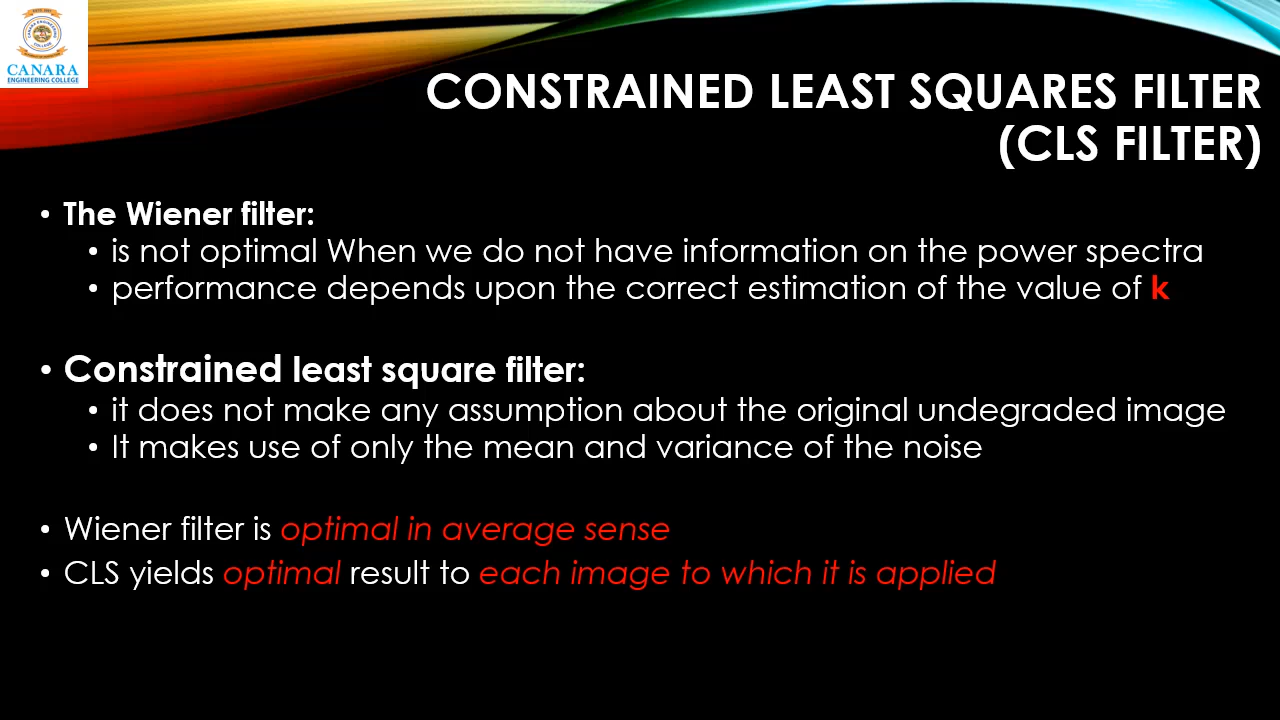 CANARA
ENGINEERING COLLEGE
CONSTRAINED LEAST SQUARES FILTER
(CLS FILTER)
• The Wiener filter:
• is not optimal When we do not have information on the power spectra
• performance depends upon the correct estimation of the value of k
• Constrained least square filter:
• it does not make any assumption about the original undegraded image
• It makes use of only the mean and variance of the noise
• Wiener filter is optimal in average sense
• CLS yields optimal result to each image to which it is applied